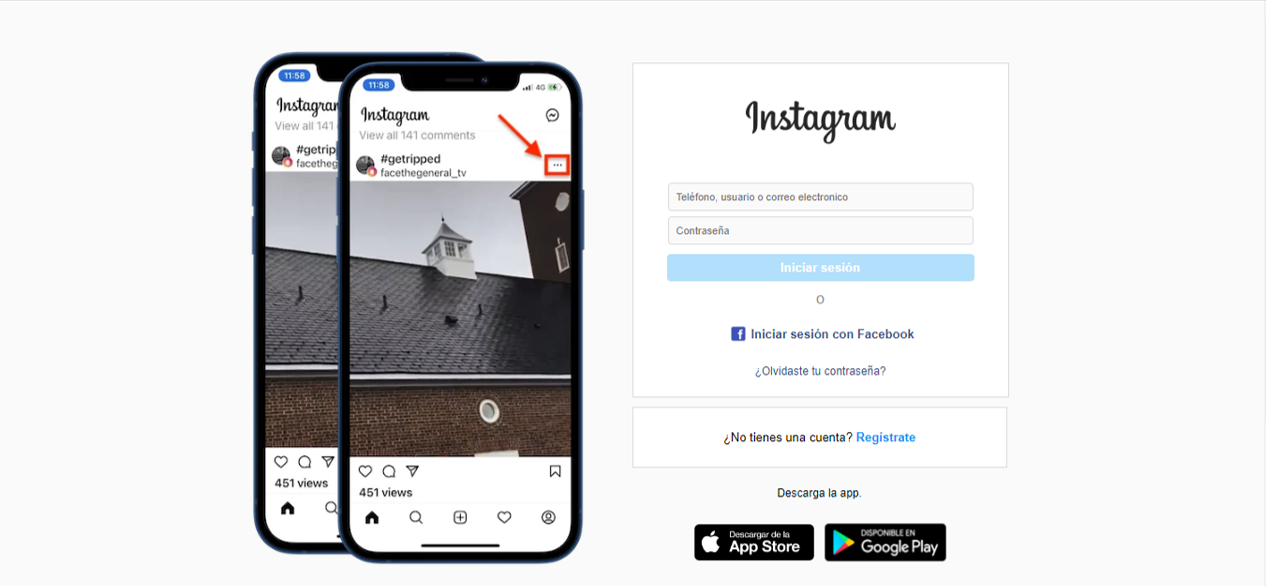 11:58
Instagram
View all 141
#getripp
facetheg
451 views
11:58
4G
Instagram
View all 141 comments
#getripped
facethegeneral_tv
451 views
Instagram
Teléfono, usuario o correo electronico
Contraseña
Iniciar sesión
O
Iniciar sesión con Facebook
¿Olvidaste tu contraseña?
¿No tienes una cuenta? Regístrate
Descarga la app.
Descargar de la
App Store
DISPONIBLE EN
Google Play